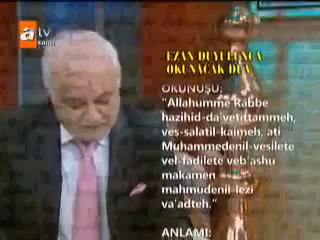 atv
EZAN DUYULUNCA
OKUNACAK DUA
OKUNUŞU:
"Allahumme Rabbe
hazihid-da'vetittammeh,
ves-salatil-kaimeh, ati
Muhammedenil-vesilete
vel-fadilete veb'ashu
makamen
mahmudenil-lezi
va'adteh."
ANLAMI: